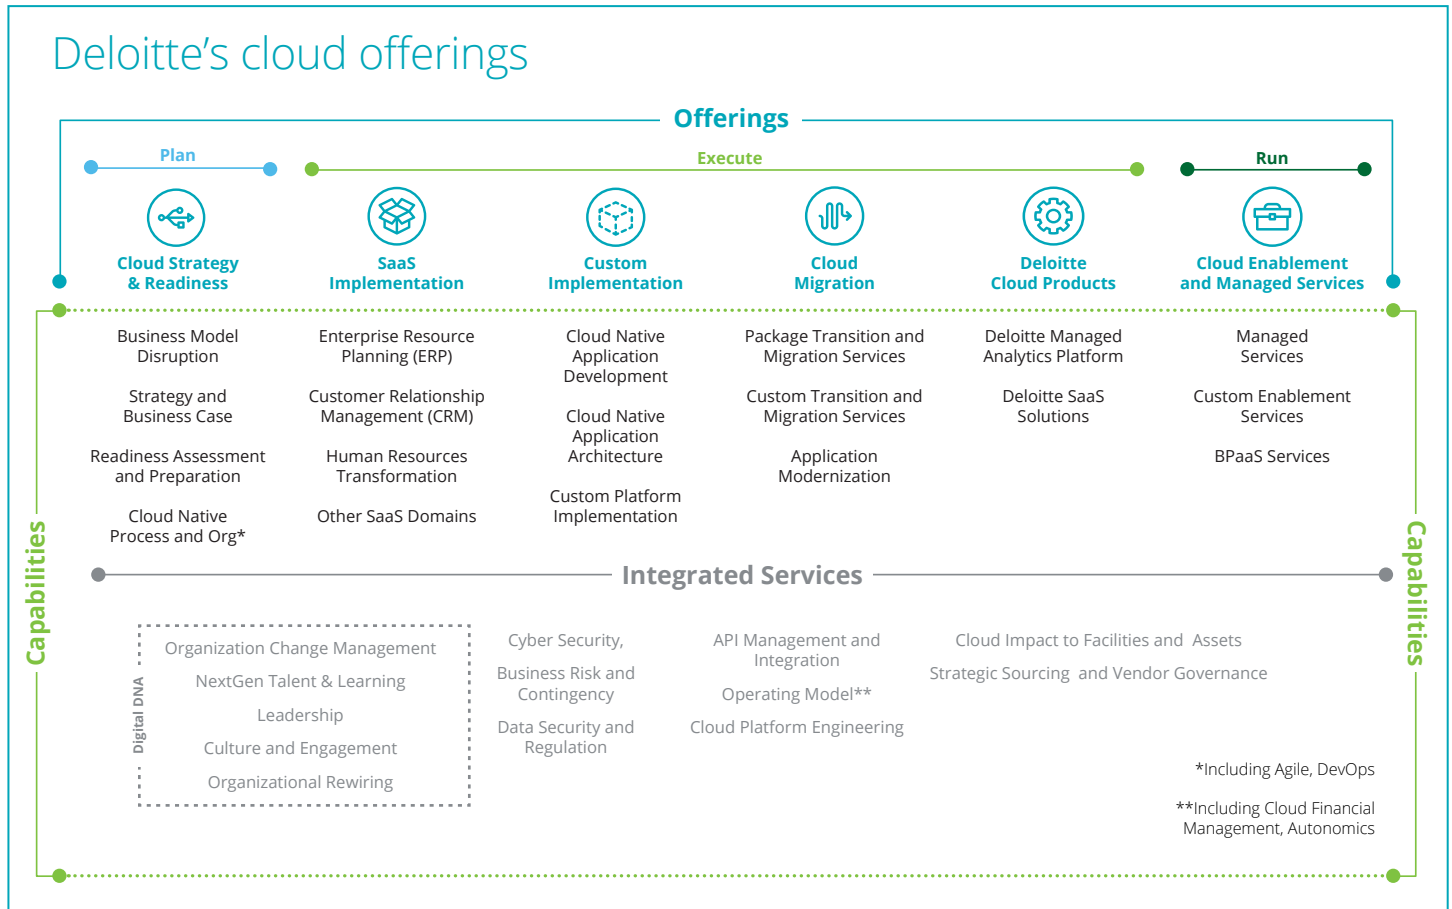 Deloitte’s cloud offerings
Offerings
Plan
Execute
Run
Cloud Strategy
& Readiness
SaaS
Implementation
Custom
Implementation
Cloud
Migration
Deloitte
Cloud Products
Cloud Enablement
and Managed Services
Capabilities
Business Model
Disruption
Strategy and
Business Case
Readiness Assessment
and Preparation
Cloud Native
Process and Org*
Enterprise Resource
Planning (ERP)
Customer Relationship
Management (CRM)
Human Resources
Transformation
Other SaaS Domains
Cloud Native
Application
Development
Cloud Native
Application
Architecture
Custom Platform
Implementation
Package Transition and
Migration Services
Custom Transition and
Migration Services
Application
Modernization
Deloitte Managed
Analytics Platform
Deloitte SaaS
Solutions
Managed
Services
Custom Enablement
Services
BPaaS Services
Capabilities
Integrated Services
Digital DNA
Organization Change Management
NextGen Talent & Learning
Leadership
Culture and Engagement
Organizational Rewiring
Cyber Security,
Business Risk and
Contingency
Data Security and
Regulation
API Management and
Integration
Operating Model**
Cloud Platform Engineering
Cloud Impact to Facilities and Assets
Strategic Sourcing and Vendor Governance
*Including Agile, DevOps
**Including Cloud Financial
Management, Autonomics